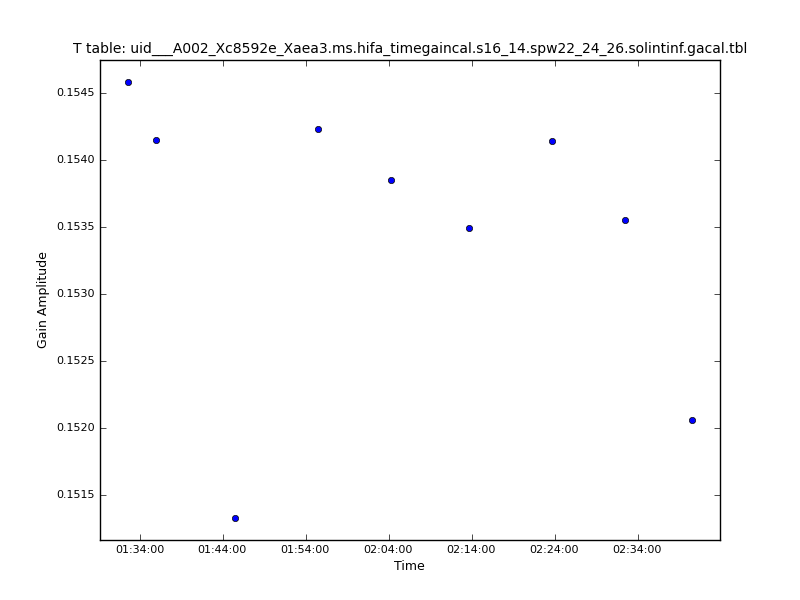 T table: uid___A002_Xc8592e_Xaea3.ms.hifa_timegaincal.s16_14.spw22_24_26.solintinf.gacal.tbl
0.1545
0.1540
0.1535
0.1530
0.1525
0.1520
0.1515
Gain Amplitude
01:34:00 01:44:00 01:54:00 02:04:00 02:14:00 02:24:00 02:34:00
Time